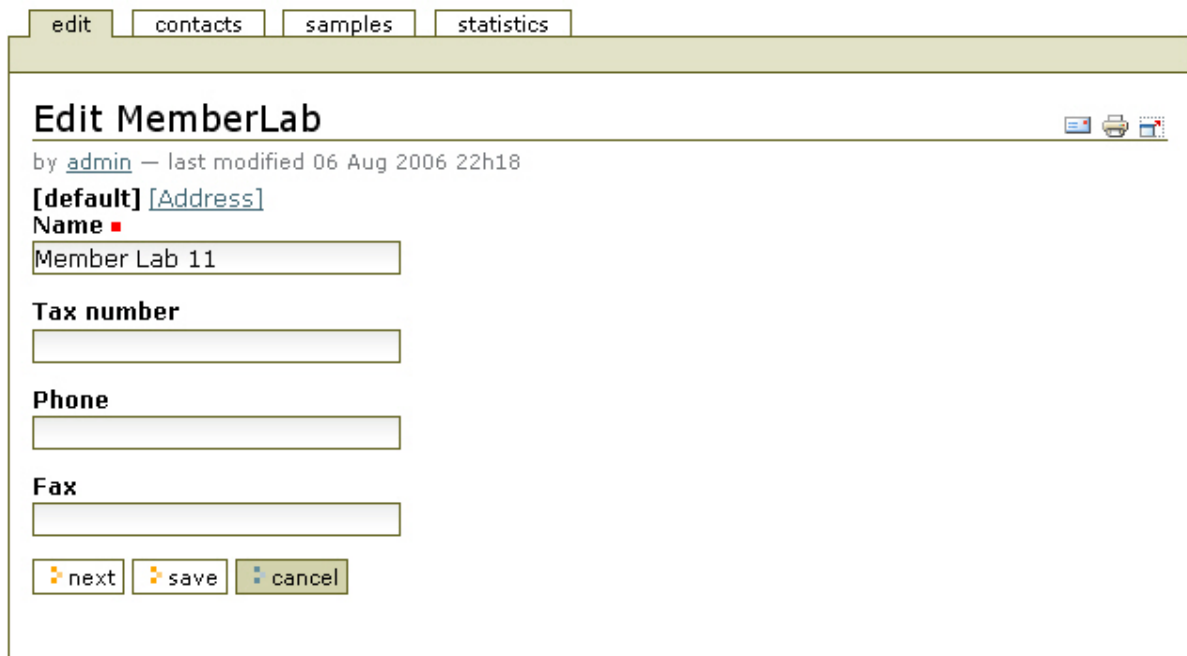 edit contacts samples statistics
Edit MemberLab
by admin — last modified 06 Aug 2006 22h18
[default] [Address]
Name
Member Lab 11
Tax number
Phone
Fax
next save cancel